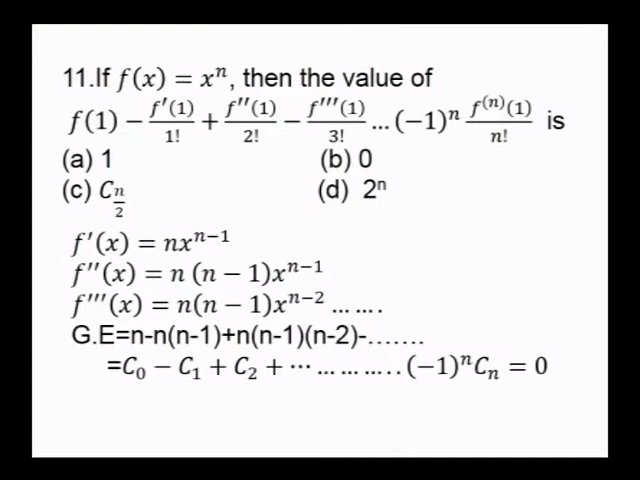 11.If f(x) = xⁿ, then the value of
f(1) − f′(1)/1! + f″(1)/2! − f‴(1)/3! … (−1)ⁿ f⁽ⁿ⁾(1)/n! is
(a) 1 (b) 0
(c) C_{n/2} (d) 2ⁿ
f′(x) = nxⁿ⁻¹
f″(x) = n (n − 1)xⁿ⁻¹
f‴(x) = n(n − 1)xⁿ⁻² … ….
G.E=n-n(n-1)+n(n-1)(n-2)-…….
=C₀ − C₁ + C₂ + ⋯ … … … . . (−1)ⁿCₙ = 0